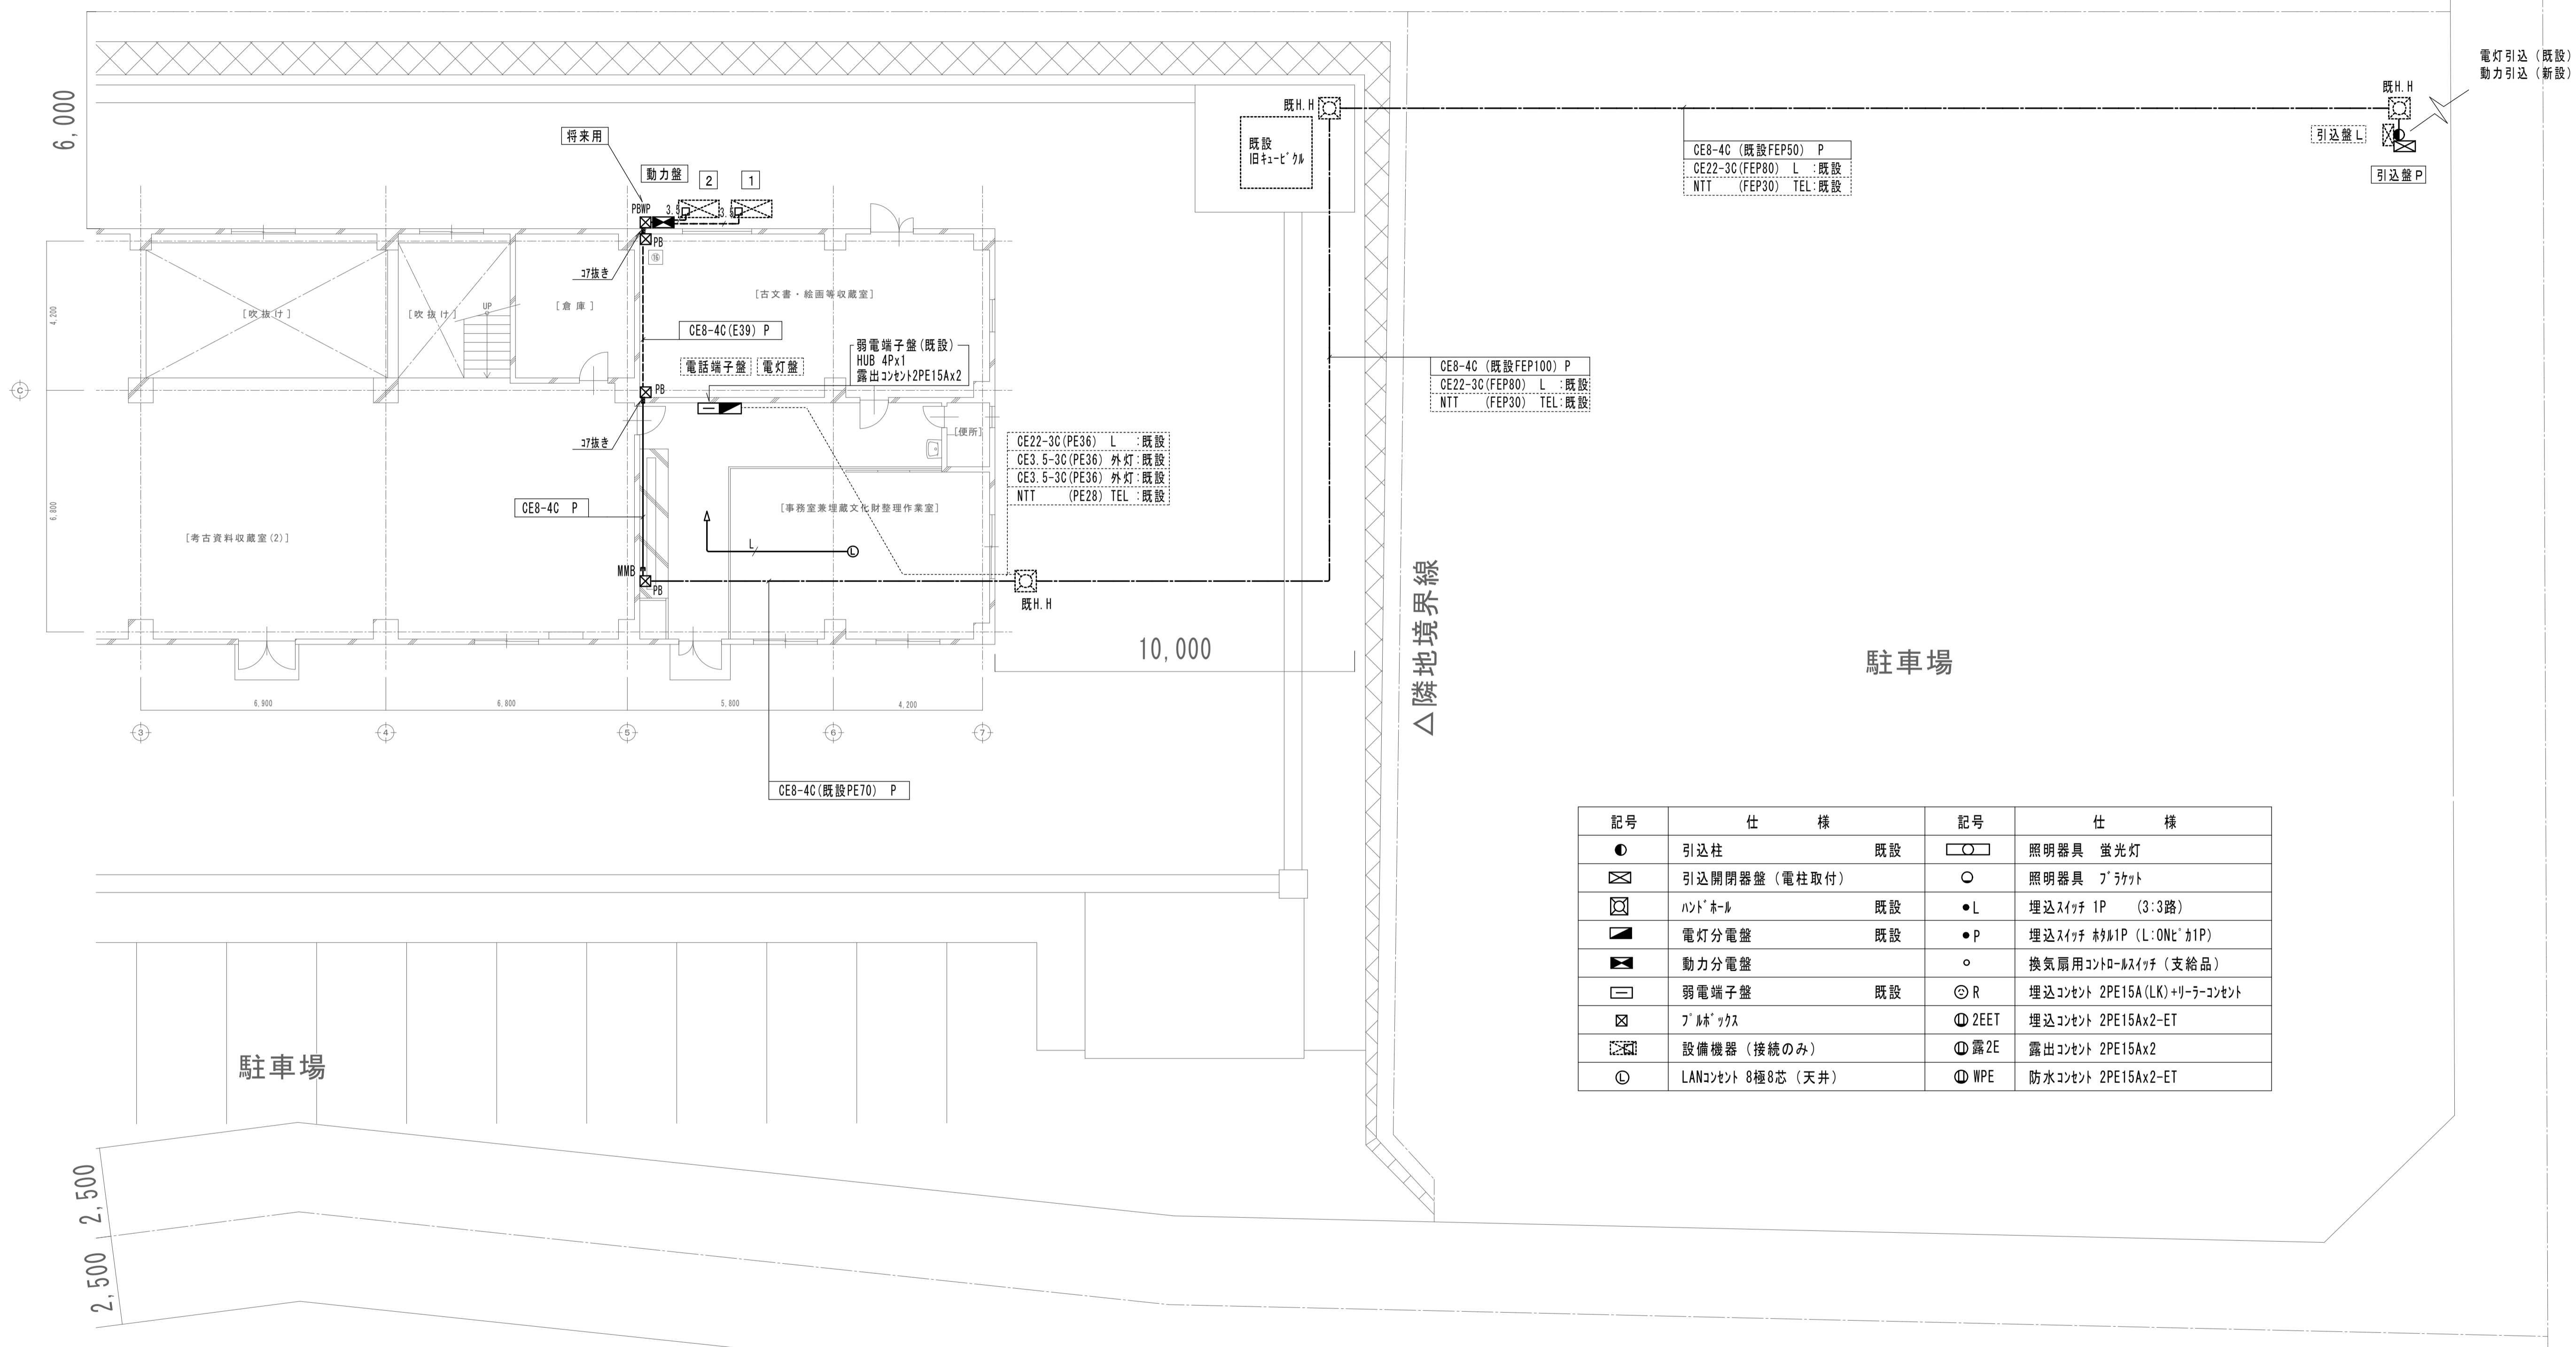 電灯引込（既設）
動力引込（新設）
既H.H
引込盤L
引込盤P
既H.H
既設
旧ｷｭｰﾋﾞｸﾙ
CE8-4C (既設FEP50) P
CE22-3C(FEP80) L :既設
NTT (FEP30) TEL:既設
6,000
将来用
動力盤
2
1
PBWP
3.5
3.5
PB
⑯
ｺｱ抜き
[吹抜け]
[吹抜け]
UP
[倉庫]
[古文書・絵画等収蔵室]
4,200
CE8-4C(E39) P
電話端子盤
電灯盤
弱電端子盤(既設)
HUB 4Px1
露出ｺﾝｾﾝﾄ2PE15Ax2
CE8-4C (既設FEP100) P
CE22-3C(FEP80) L :既設
NTT (FEP30) TEL:既設
C
PB
ｺｱ抜き
[便所]
CE22-3C(PE36) L :既設
CE3.5-3C(PE36) 外灯:既設
CE3.5-3C(PE36) 外灯:既設
NTT (PE28) TEL :既設
6,800
CE8-4C P
[事務室兼埋蔵文化財整理作業室]
[考古資料収蔵室(2)]
L
L
MMB
PB
既H.H
10,000
△隣地境界線
駐車場
6,900
6,800
5,800
4,200
3
4
5
6
7
CE8-4C(既設PE70) P
記号 仕 様 記号 仕 様
引込柱 既設 照明器具 蛍光灯
引込開閉器盤（電柱取付） 照明器具 ﾌﾞﾗｹｯﾄ
ﾊﾝﾄﾞﾎｰﾙ 既設 ●L 埋込ｽｲｯﾁ 1P (3:3路)
電灯分電盤 既設 ●P 埋込ｽｲｯﾁ ﾎﾀﾙ1P (L:ONﾋﾟｶ1P)
動力分電盤 換気扇用ｺﾝﾄﾛｰﾙｽｲｯﾁ（支給品）
弱電端子盤 既設 R 埋込ｺﾝｾﾝﾄ 2PE15A(LK)+ﾘｰﾗｰｺﾝｾﾝﾄ
ﾌﾟﾙﾎﾞｯｸｽ 2EET 埋込ｺﾝｾﾝﾄ 2PE15Ax2-ET
設備機器（接続のみ） 露2E 露出ｺﾝｾﾝﾄ 2PE15Ax2
L LANｺﾝｾﾝﾄ 8極8芯（天井） WPE 防水ｺﾝｾﾝﾄ 2PE15Ax2-ET
駐車場
2,500
2,500